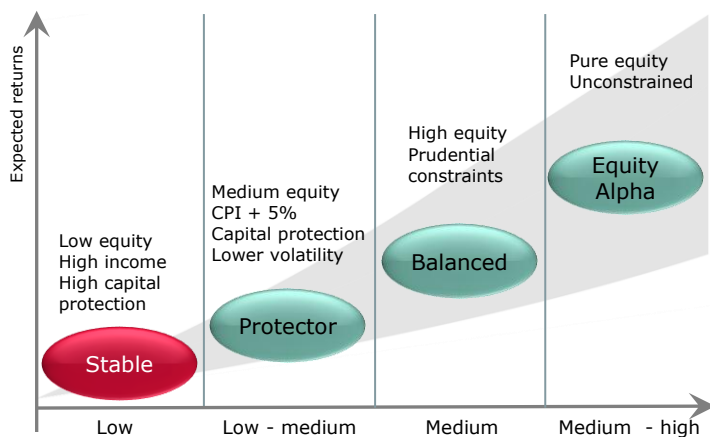 Expected returns
Pure equity
Unconstrained
Equity
Alpha
High equity
Prudential
constraints
Balanced
Medium equity
CPI + 5%
Capital protection
Lower volatility
Protector
Low equity
High income
High capital
protection
Stable
Low
Low - medium
Medium
Medium - high